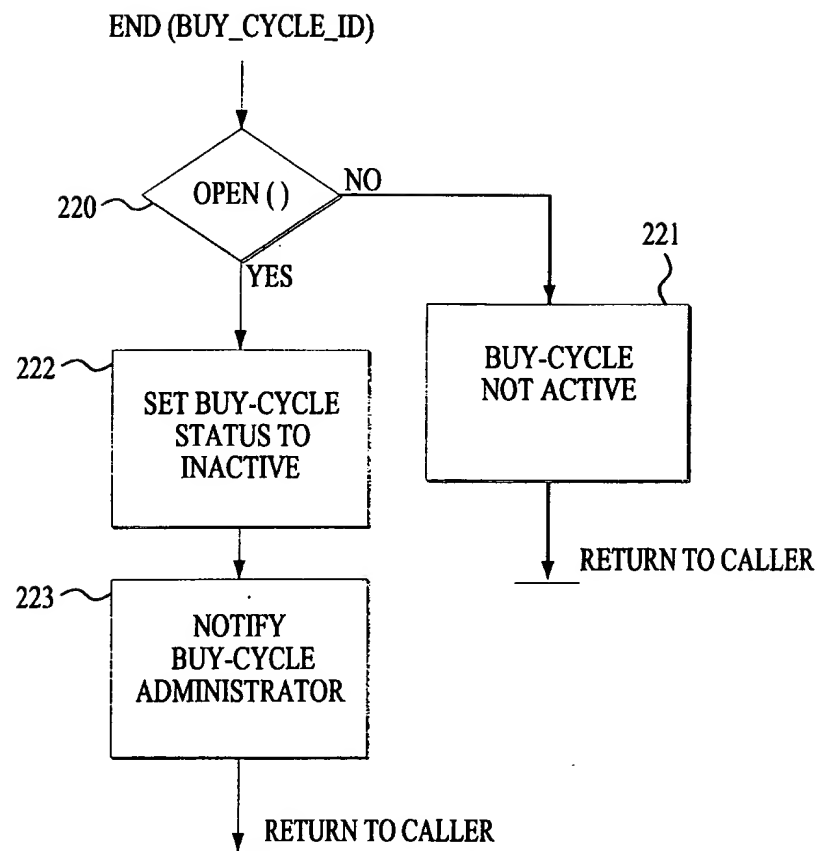 END (BUY_CYCLE_ID)
220
OPEN ( )
NO
YES
221
BUY-CYCLE
NOT ACTIVE
RETURN TO CALLER
222
SET BUY-CYCLE
STATUS TO
INACTIVE
223
NOTIFY
BUY-CYCLE
ADMINISTRATOR
RETURN TO CALLER